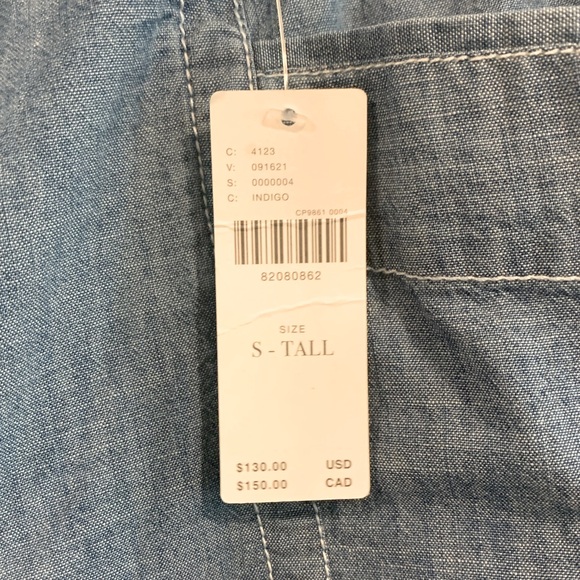 C: 4123
V: 091621
S: 0000004
C: INDIGO
CP9861 0004
82080862
SIZE
S - TALL
$130.00 USD
$150.00 CAD